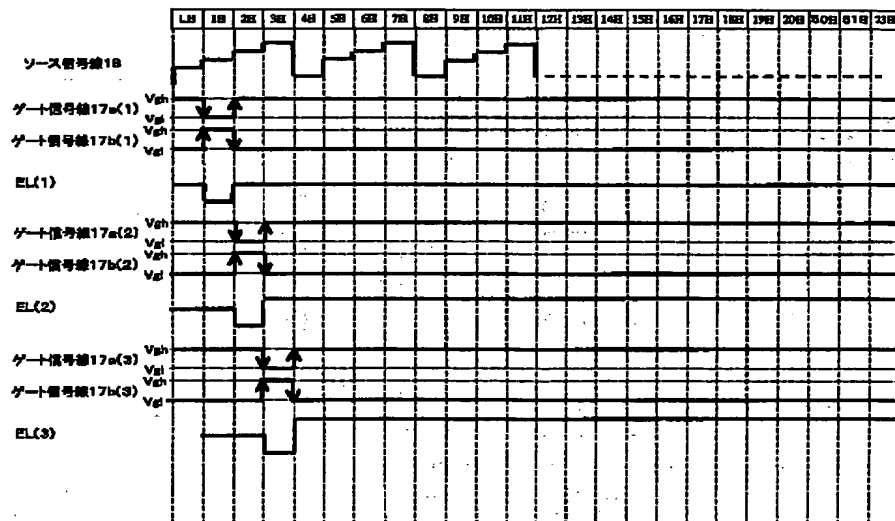 1H 2H 3H 4H 5H 6H 7H 8H 9H 10H 11H 12H 13H 14H 15H 16H 17H 18H 19H 20H
ソース信号線18
Vgh
ゲート信号線17a(1)
Vgl
Vgh
ゲート信号線17b(1)
Vgl
EL(1)
Vgh
ゲート信号線17a(2)
Vgl
Vgh
ゲート信号線17b(2)
Vgl
EL(2)
Vgh
ゲート信号線17a(3)
Vgl
Vgh
ゲート信号線17b(3)
Vgl
EL(3)